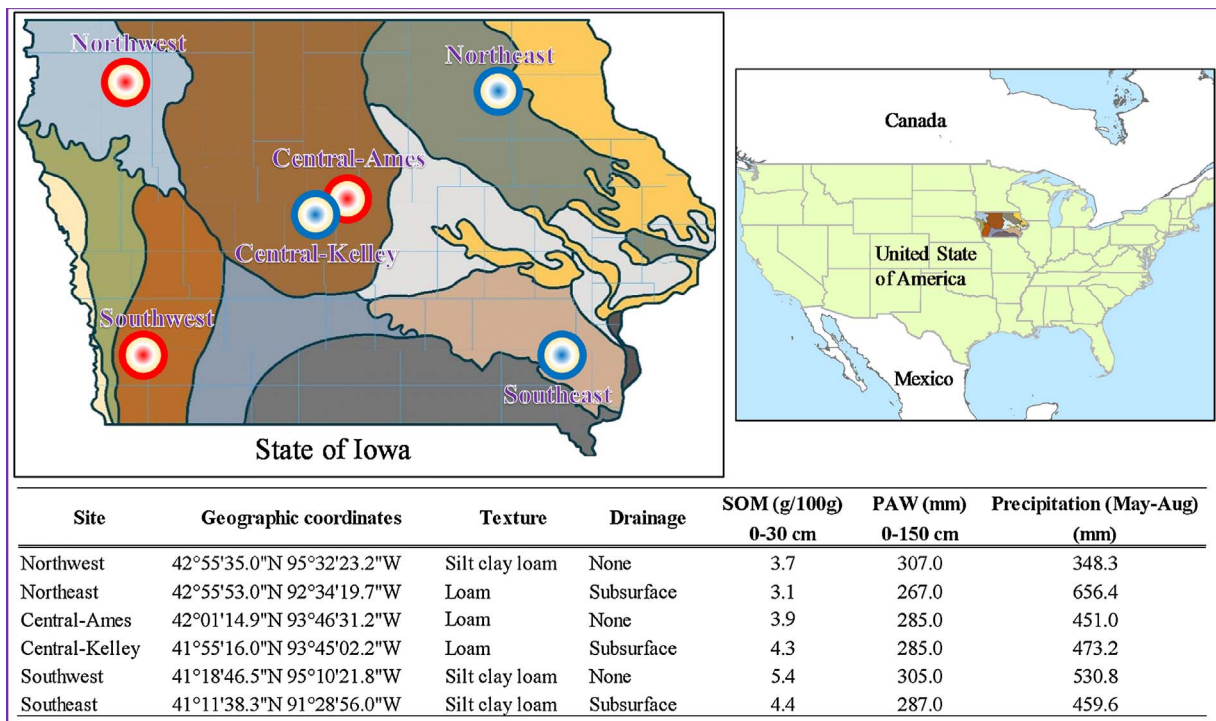 Northwest
Northeast
Central-Ames
Central-Kelley
Southwest
Southeast
State of Iowa
Canada
United State
of America
Mexico
Site Geographic coordinates Texture Drainage SOM (g/100g) 0-30 cm PAW (mm) 0-150 cm Precipitation (May-Aug) (mm)
Northwest 42°55'35.0"N 95°32'23.2"W Silt clay loam None 3.7 307.0 348.3
Northeast 42°55'53.0"N 92°34'19.7"W Loam Subsurface 3.1 267.0 656.4
Central-Ames 42°01'14.9"N 93°46'31.2"W Loam None 3.9 285.0 451.0
Central-Kelley 41°55'16.0"N 93°45'02.2"W Loam Subsurface 4.3 285.0 473.2
Southwest 41°18'46.5"N 95°10'21.8"W Silt clay loam None 5.4 305.0 530.8
Southeast 41°11'38.3"N 91°28'56.0"W Silt clay loam Subsurface 4.4 287.0 459.6